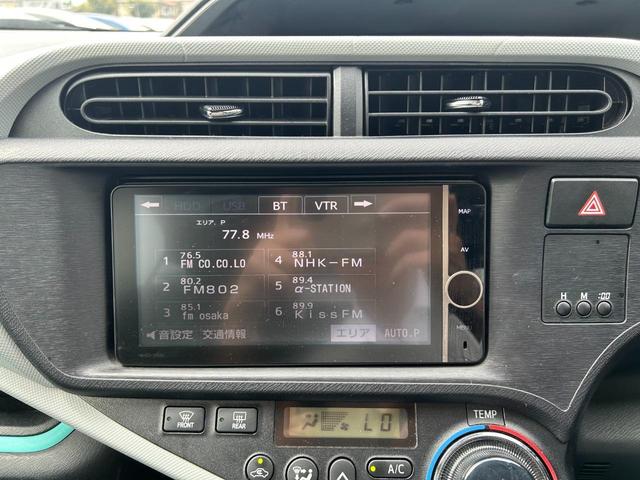 HDD USB BT VTR
エリア. P
77.8 MHz
76.5
1 FM CO.CO.LO
88.1
4 NHK-FM
80.2
2 FM802
89.4
5 α-STATION
85.1
3 fm osaka
89.9
6 KissFM
音設定 交通情報 エリア AUTO.P
MAP
AV
MENU
H M :00
FRONT
REAR
LO
TEMP
A/C